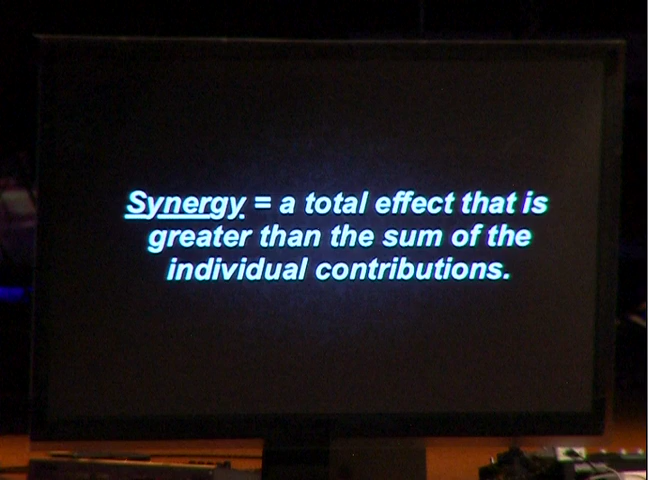 Synergy = a total effect that is
greater than the sum of the
individual contributions.